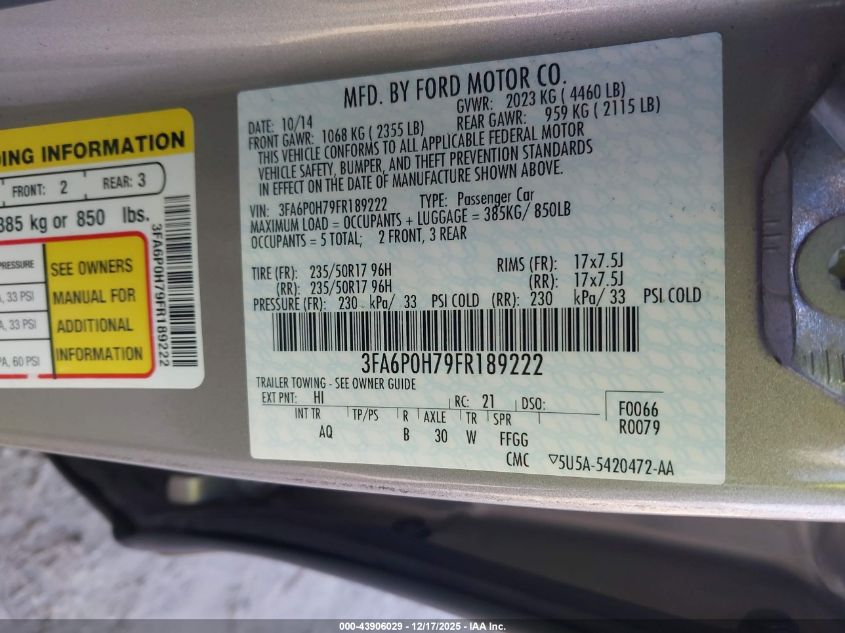 DING INFORMATION
FRONT: 2 REAR: 3
385 kg or 850 lbs.
PRESSURE
33 PSI
33 PSI
60 PSI
SEE OWNERS
MANUAL FOR
ADDITIONAL
INFORMATION
3FA6P0H79FR189222
MFD. BY FORD MOTOR CO.
DATE: 10/14 GVWR: 2023 KG ( 4460 LB)
FRONT GAWR: 1068 KG ( 2355 LB) REAR GAWR: 959 KG ( 2115 LB)
THIS VEHICLE CONFORMS TO ALL APPLICABLE FEDERAL MOTOR
VEHICLE SAFETY, BUMPER, AND THEFT PREVENTION STANDARDS
IN EFFECT ON THE DATE OF MANUFACTURE SHOWN ABOVE.
VIN: 3FA6P0H79FR189222 TYPE: Passenger Car
MAXIMUM LOAD = OCCUPANTS + LUGGAGE = 385KG/ 850LB
OCCUPANTS = 5 TOTAL; 2 FRONT, 3 REAR
TIRE (FR): 235/50R17 96H RIMS (FR): 17x7.5J
(RR): 235/50R17 96H (RR): 17x7.5J
PRESSURE (FR): 230 kPa/ 33 PSI COLD (RR): 230 kPa/ 33 PSI COLD
3FA6P0H79FR189222
TRAILER TOWING - SEE OWNER GUIDE
EXT PNT: HI RC: 21 DSO: F0066
INT TR TP/PS R AXLE TR SPR R0079
AQ B 30 W FFGG
CMC ▽5U5A-5420472-AA
000-43906029 — 12/17/2025 — IAA Inc.